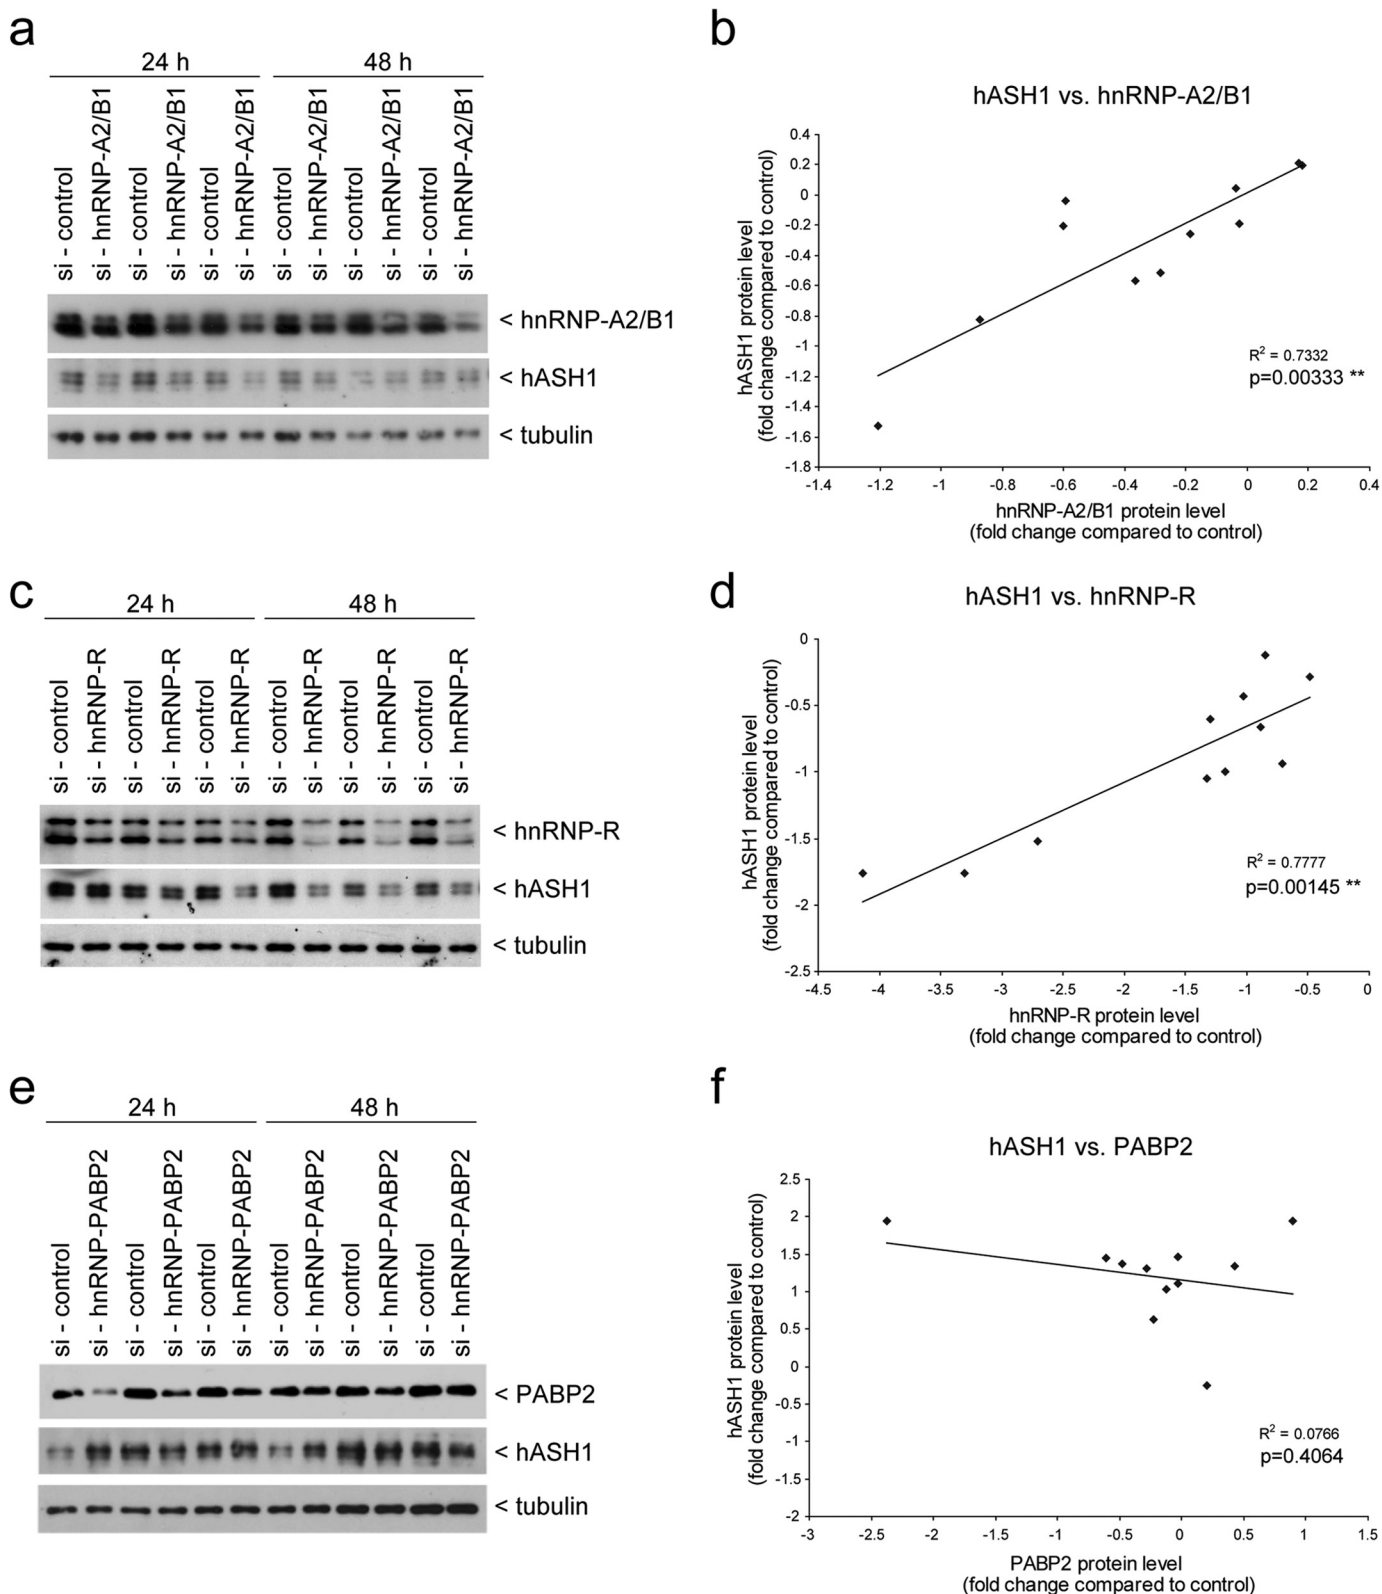 a
24 h 48 h
si - control
si - hnRNP-A2/B1
si - control
si - hnRNP-A2/B1
si - control
si - hnRNP-A2/B1
si - control
si - hnRNP-A2/B1
si - control
si - hnRNP-A2/B1
si - control
si - hnRNP-A2/B1
< hnRNP-A2/B1
< hASH1
< tubulin
b
hASH1 vs. hnRNP-A2/B1
hASH1 protein level
(fold change compared to control)
0.4
0.2
0
-0.2
-0.4
-0.6
-0.8
-1
-1.2
-1.4
-1.6
-1.8
R² = 0.7332
p=0.00333 **
-1.4 -1.2 -1 -0.8 -0.6 -0.4 -0.2 0 0.2 0.4
hnRNP-A2/B1 protein level
(fold change compared to control)
c
24 h 48 h
si - control
si - hnRNP-R
si - control
si - hnRNP-R
si - control
si - hnRNP-R
si - control
si - hnRNP-R
si - control
si - hnRNP-R
si - control
si - hnRNP-R
< hnRNP-R
< hASH1
< tubulin
d
hASH1 vs. hnRNP-R
hASH1 protein level
(fold change compared to control)
0
-0.5
-1
-1.5
-2
-2.5
R² = 0.7777
p=0.00145 **
-4.5 -4 -3.5 -3 -2.5 -2 -1.5 -1 -0.5 0
hnRNP-R protein level
(fold change compared to control)
e
24 h 48 h
si - control
si - hnRNP-PABP2
si - control
si - hnRNP-PABP2
si - control
si - hnRNP-PABP2
si - control
si - hnRNP-PABP2
si - control
si - hnRNP-PABP2
si - control
si - hnRNP-PABP2
< PABP2
< hASH1
< tubulin
f
hASH1 vs. PABP2
hASH1 protein level
(fold change compared to control)
2.5
2
1.5
1
0.5
0
-0.5
-1
-1.5
-2
R² = 0.0766
p=0.4064
-3 -2.5 -2 -1.5 -1 -0.5 0 0.5 1 1.5
PABP2 protein level
(fold change compared to control)